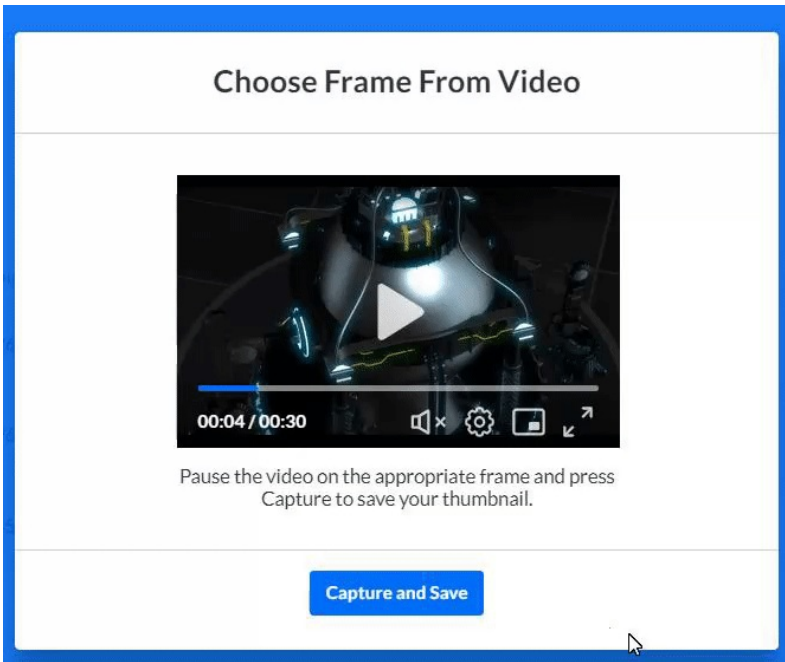 Choose Frame From Video
00:04 / 00:30
Pause the video on the appropriate frame and press
Capture to save your thumbnail.
Capture and Save